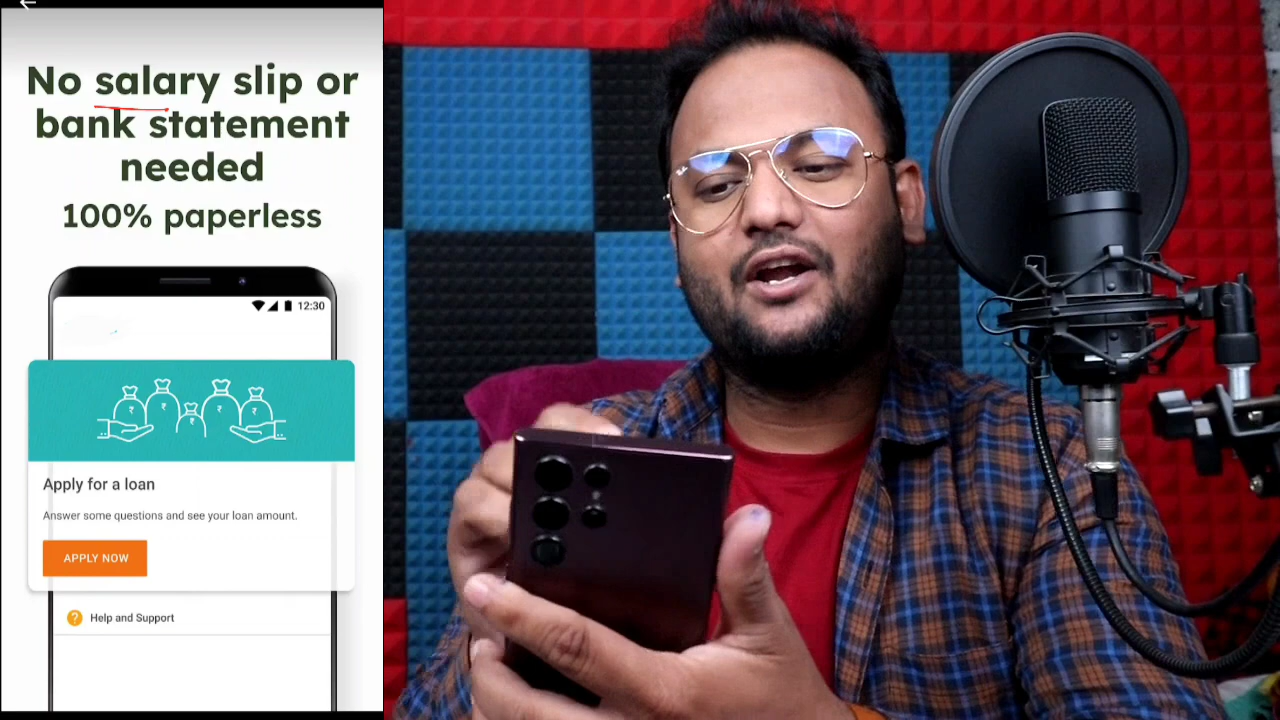 No salary slip or
bank statement
needed
100% paperless
12:30
Apply for a loan
Answer some questions and see your loan amount.
APPLY NOW
? Help and Support